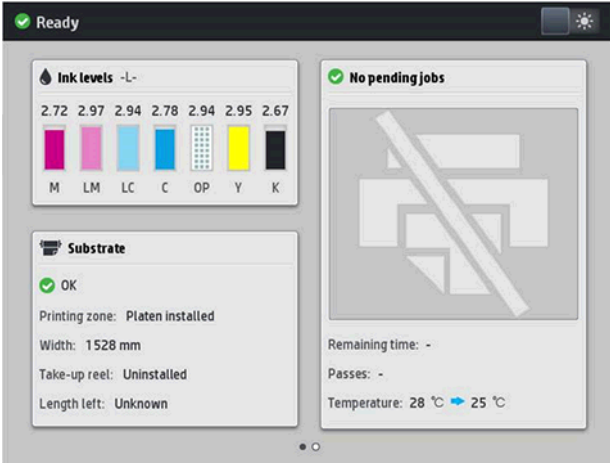 Ready
Ink levels -L-
2.72 2.97 2.94 2.78 2.94 2.95 2.67
M LM LC C OP Y K
Substrate
OK
Printing zone: Platen installed
Width: 1528 mm
Take-up reel: Uninstalled
Length left: Unknown
No pending jobs
Remaining time: -
Passes: -
Temperature: 28 °C 25 °C